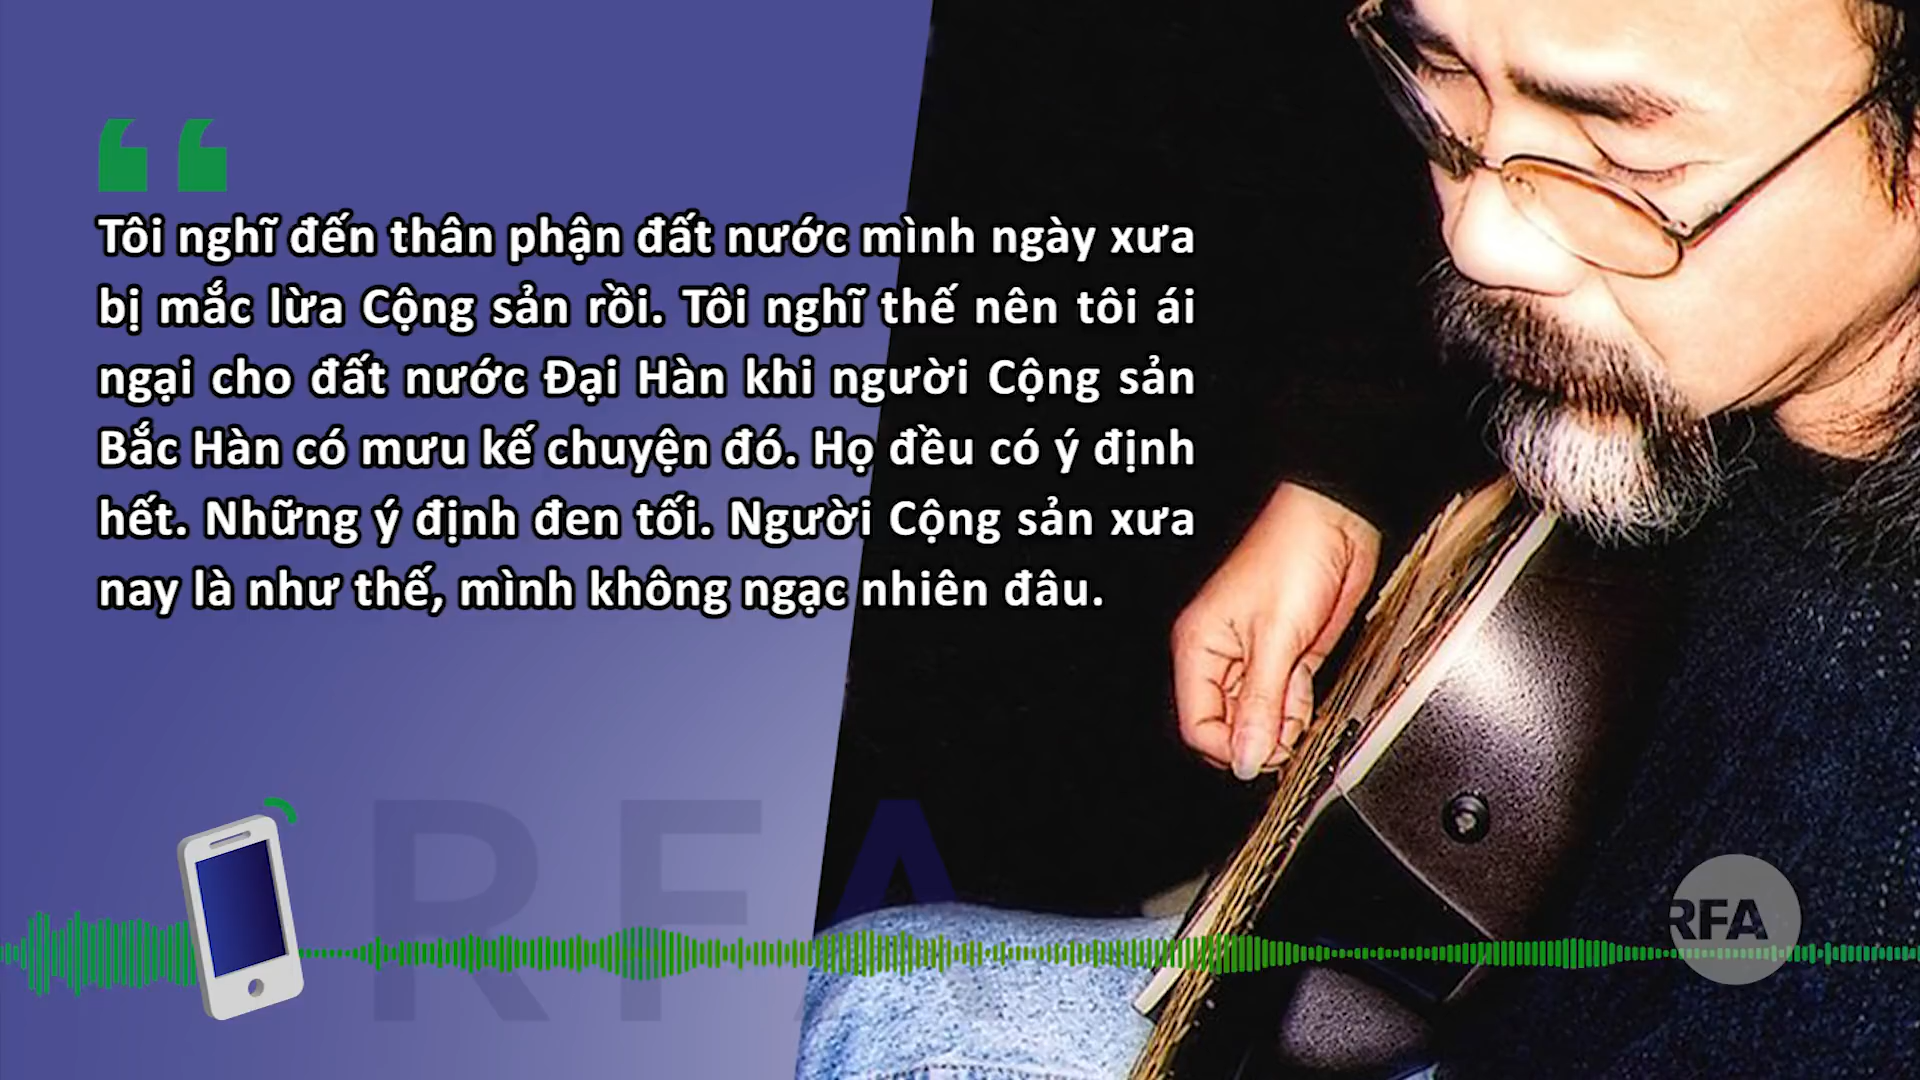 Tôi nghĩ đến thân phận đất nước mình ngày xưa
bị mắc lừa Cộng sản rồi. Tôi nghĩ thế nên tôi ái
ngại cho đất nước Đại Hàn khi người Cộng sản
Bắc Hàn có mưu kế chuyện đó. Họ đều có ý định
hết. Những ý định đen tối. Người Cộng sản xưa
nay là như thế, mình không ngạc nhiên đâu.
RFA
RFA